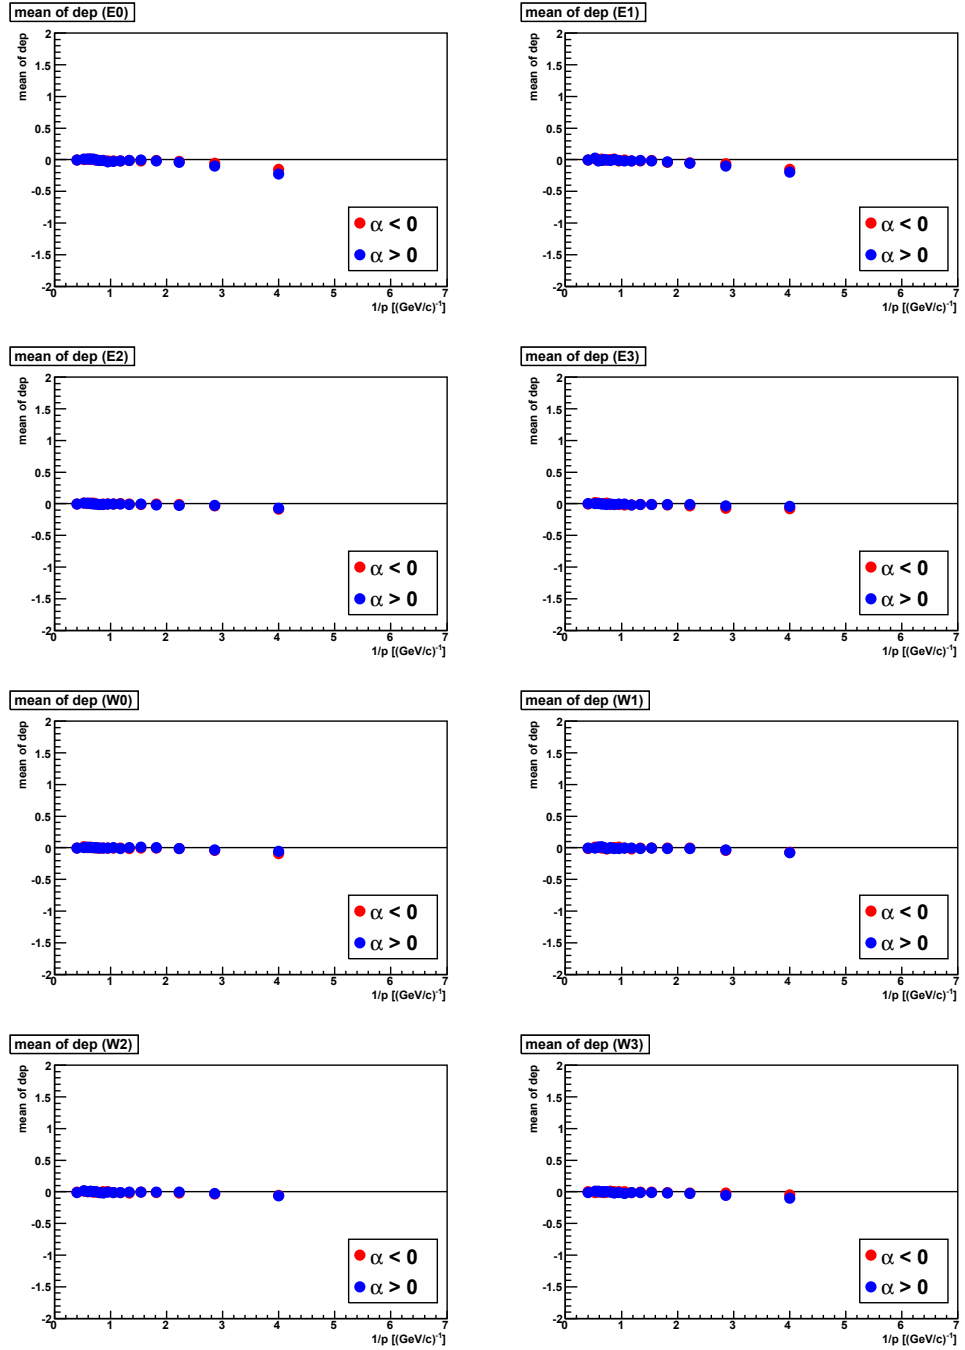 mean of dep (E0)
mean of dep
2
1.5
1
0.5
0
-0.5
-1
-1.5
-2
α < 0
α > 0
0 1 2 3 4 5 6 7
1/p [(GeV/c)⁻¹]
mean of dep (E1)
mean of dep
2
1.5
1
0.5
0
-0.5
-1
-1.5
-2
α < 0
α > 0
0 1 2 3 4 5 6 7
1/p [(GeV/c)⁻¹]
mean of dep (E2)
mean of dep
2
1.5
1
0.5
0
-0.5
-1
-1.5
-2
α < 0
α > 0
0 1 2 3 4 5 6 7
1/p [(GeV/c)⁻¹]
mean of dep (E3)
mean of dep
2
1.5
1
0.5
0
-0.5
-1
-1.5
-2
α < 0
α > 0
0 1 2 3 4 5 6 7
1/p [(GeV/c)⁻¹]
mean of dep (W0)
mean of dep
2
1.5
1
0.5
0
-0.5
-1
-1.5
-2
α < 0
α > 0
0 1 2 3 4 5 6 7
1/p [(GeV/c)⁻¹]
mean of dep (W1)
mean of dep
2
1.5
1
0.5
0
-0.5
-1
-1.5
-2
α < 0
α > 0
0 1 2 3 4 5 6 7
1/p [(GeV/c)⁻¹]
mean of dep (W2)
mean of dep
2
1.5
1
0.5
0
-0.5
-1
-1.5
-2
α < 0
α > 0
0 1 2 3 4 5 6 7
1/p [(GeV/c)⁻¹]
mean of dep (W3)
mean of dep
2
1.5
1
0.5
0
-0.5
-1
-1.5
-2
α < 0
α > 0
0 1 2 3 4 5 6 7
1/p [(GeV/c)⁻¹]